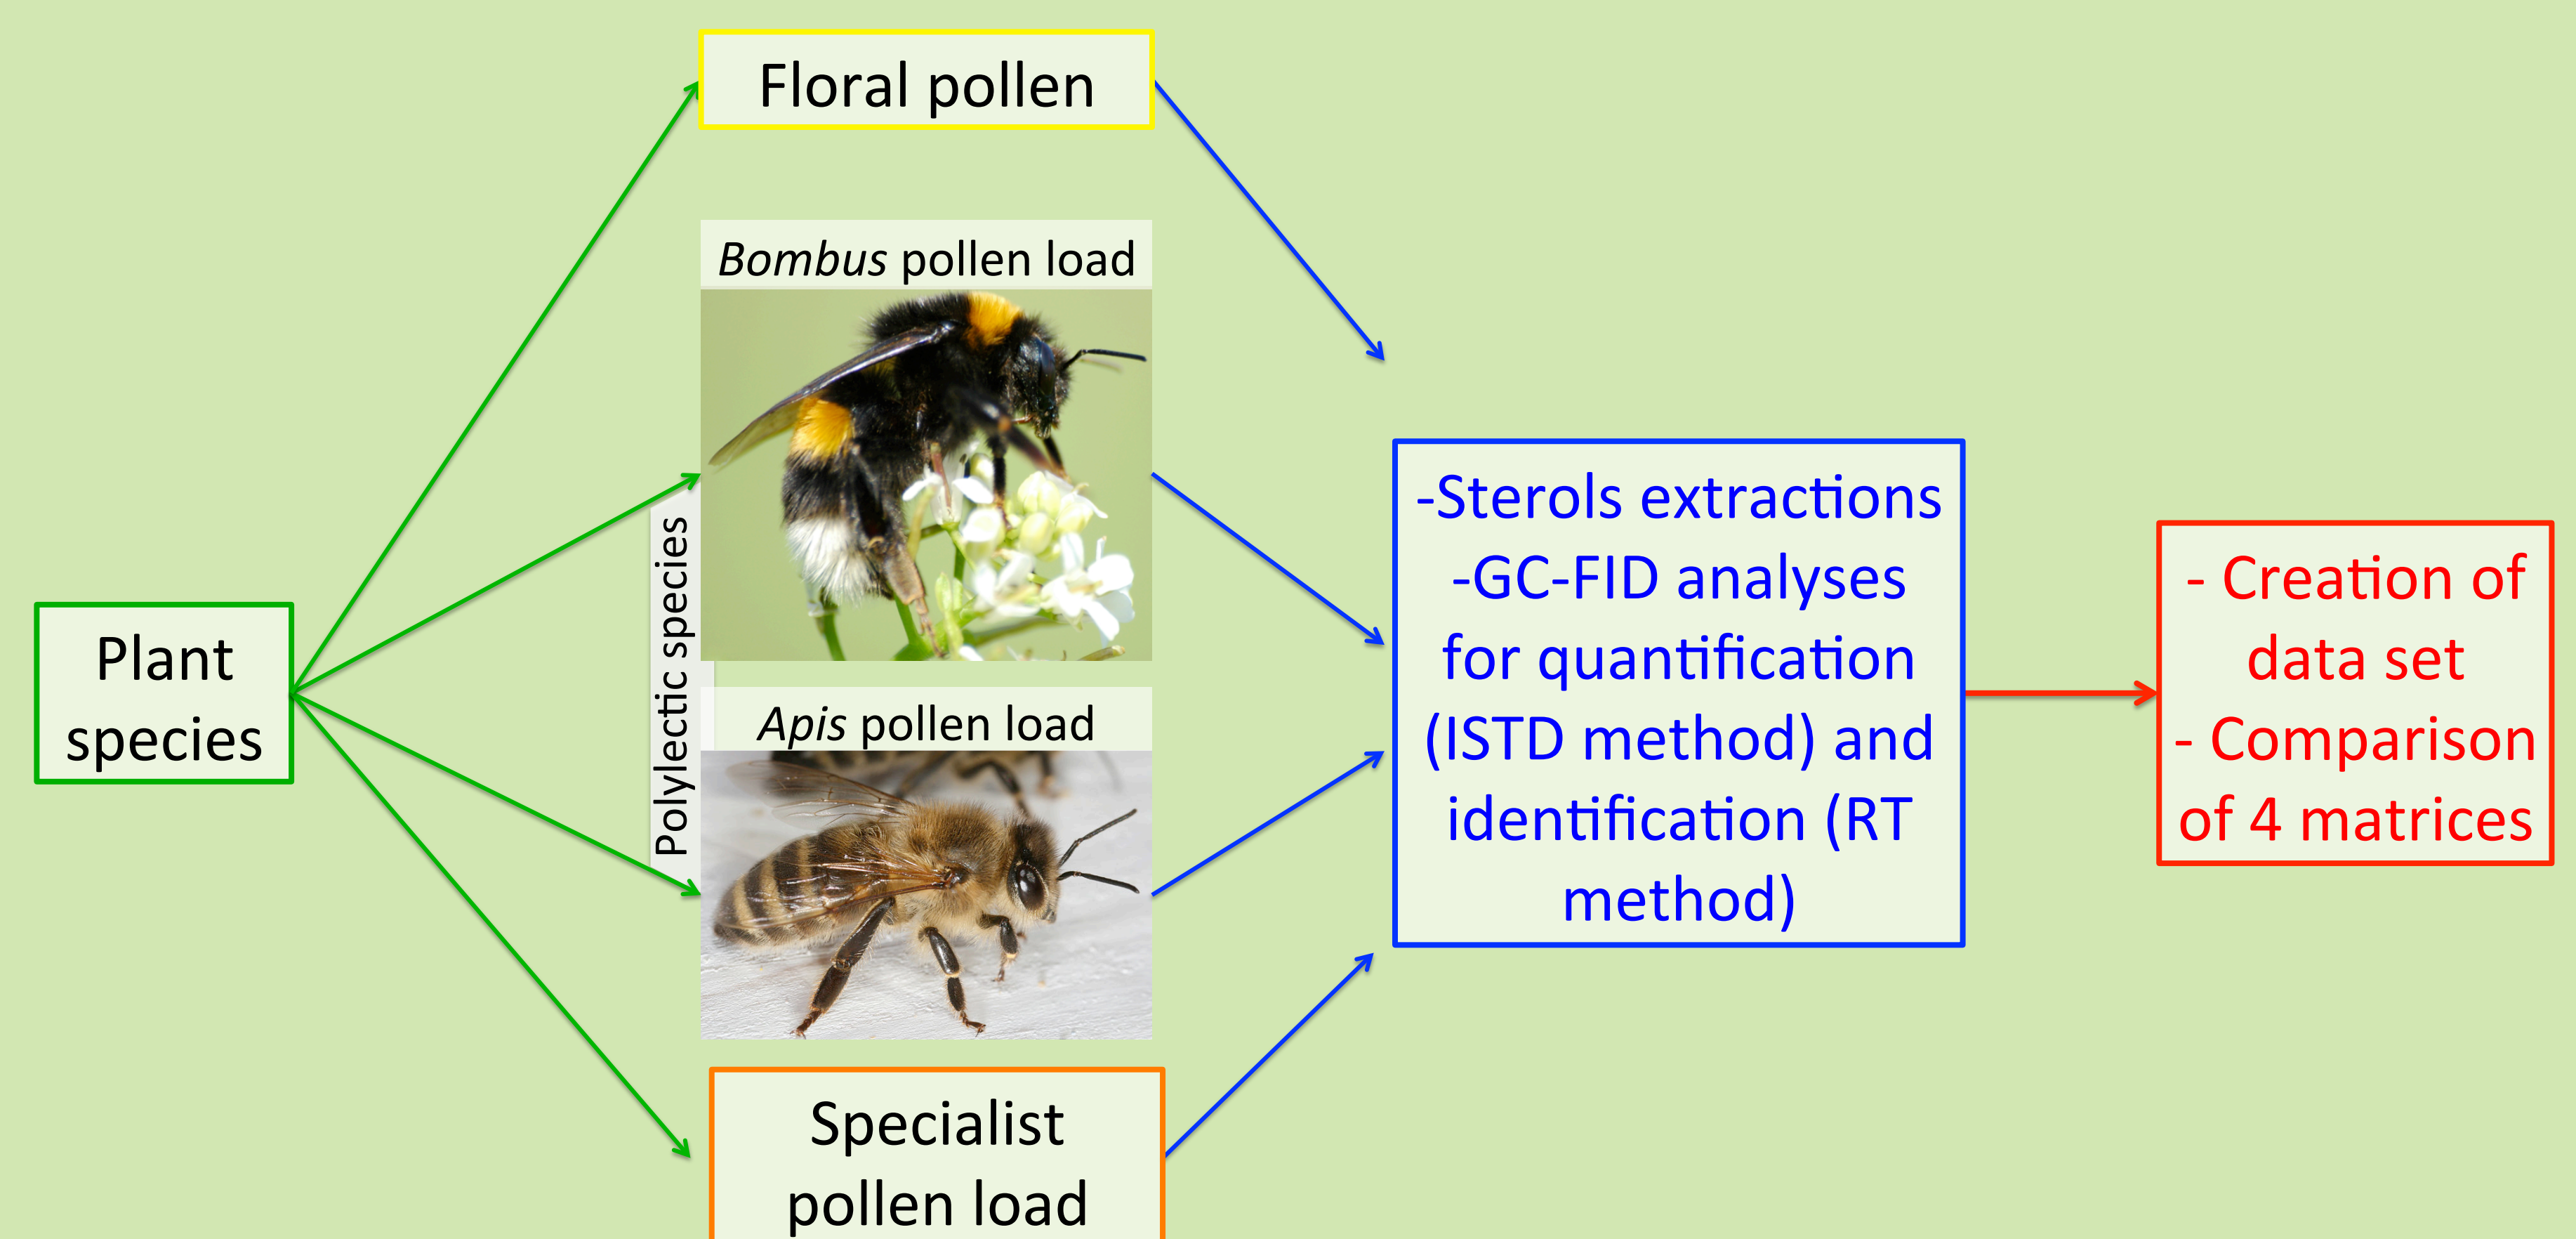 Floral pollen
Bombus pollen load
Polylectic species
Plant
species
Apis pollen load
Specialist
pollen load
-Sterols extractions
-GC-FID analyses
for quantification
(ISTD method) and
identification (RT
method)
- Creation of
data set
- Comparison
of 4 matrices